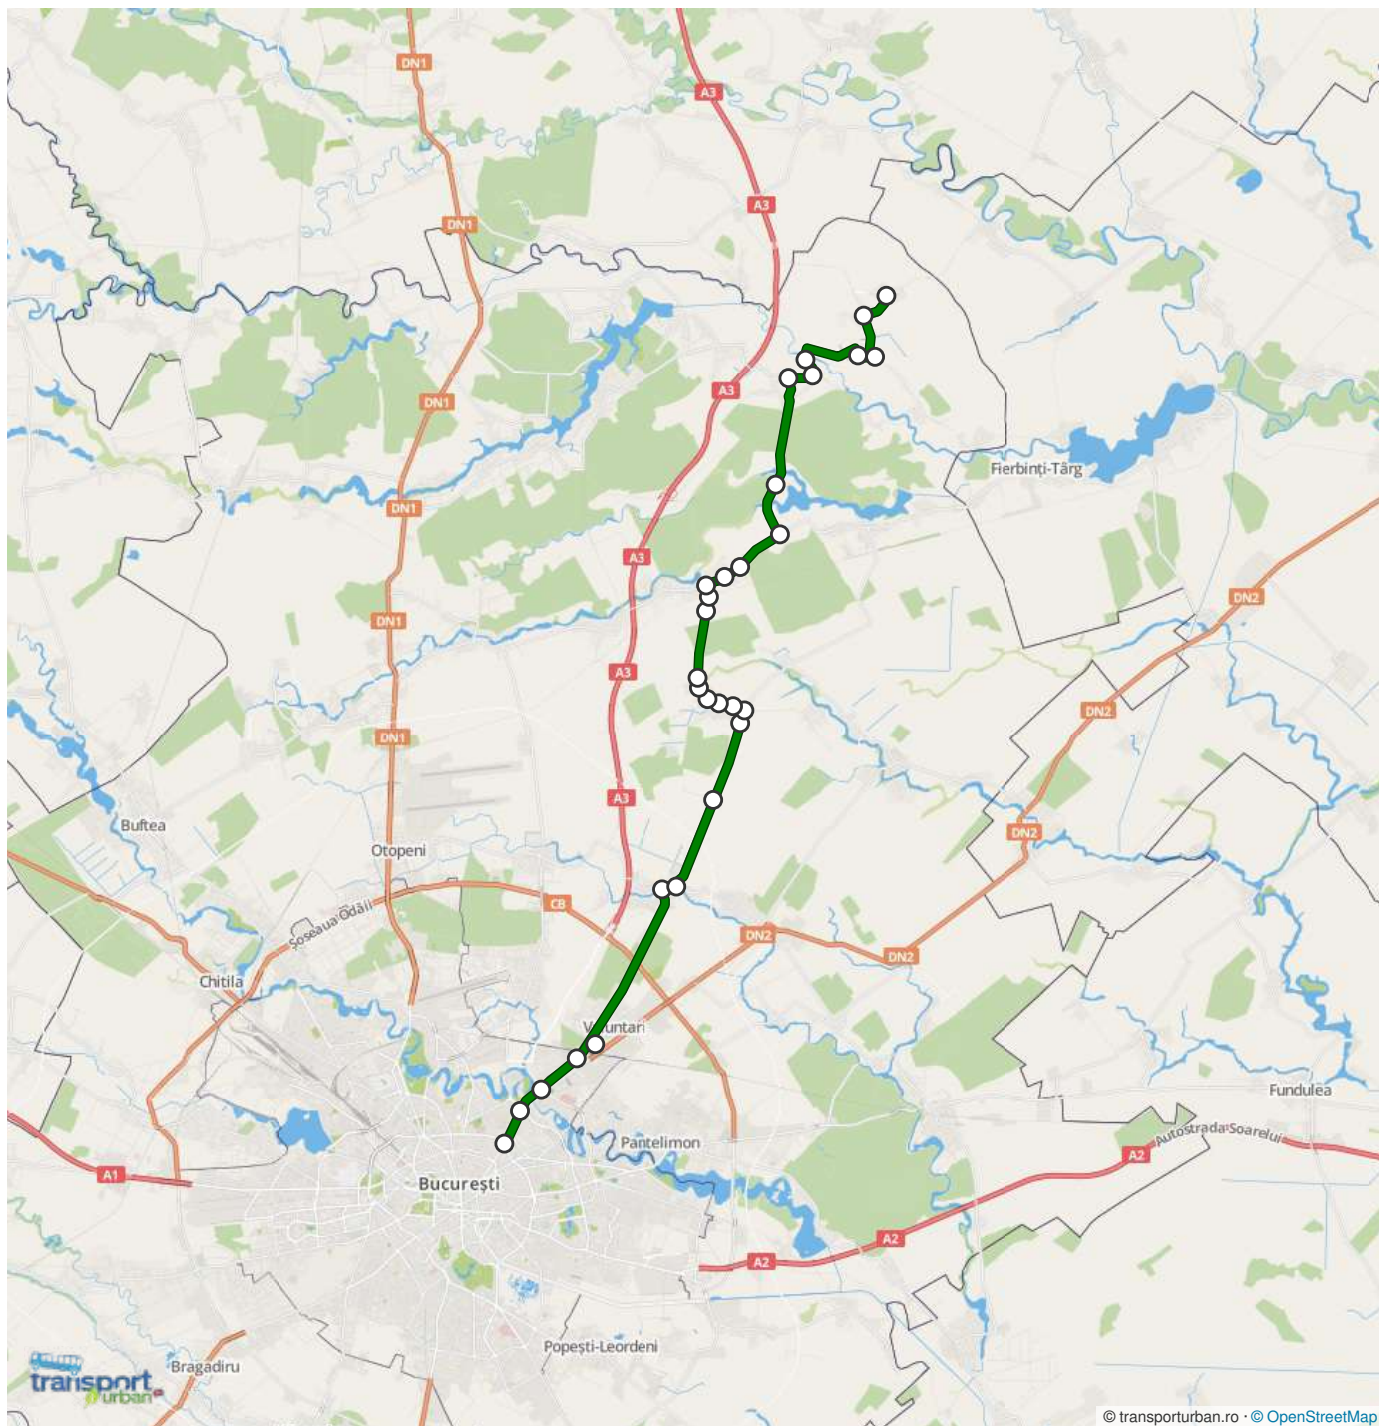 DN1
A3
A3
DN1
A3
DN1
Fierbinți-Târg
DN1
A3
DN2
DN1
A3
DN2
DN1
A3
Buftea
DN2
Otopeni
CB
Șoseaua Odăii
DN2
DN2
Chitila
Voluntari
Fundulea
Pantelimon
Autostrada Soarelui
A2
A1
București
A2
A2
Popești-Leordeni
Bragadiru
transport
urban
© transporturban.ro · © OpenStreetMap